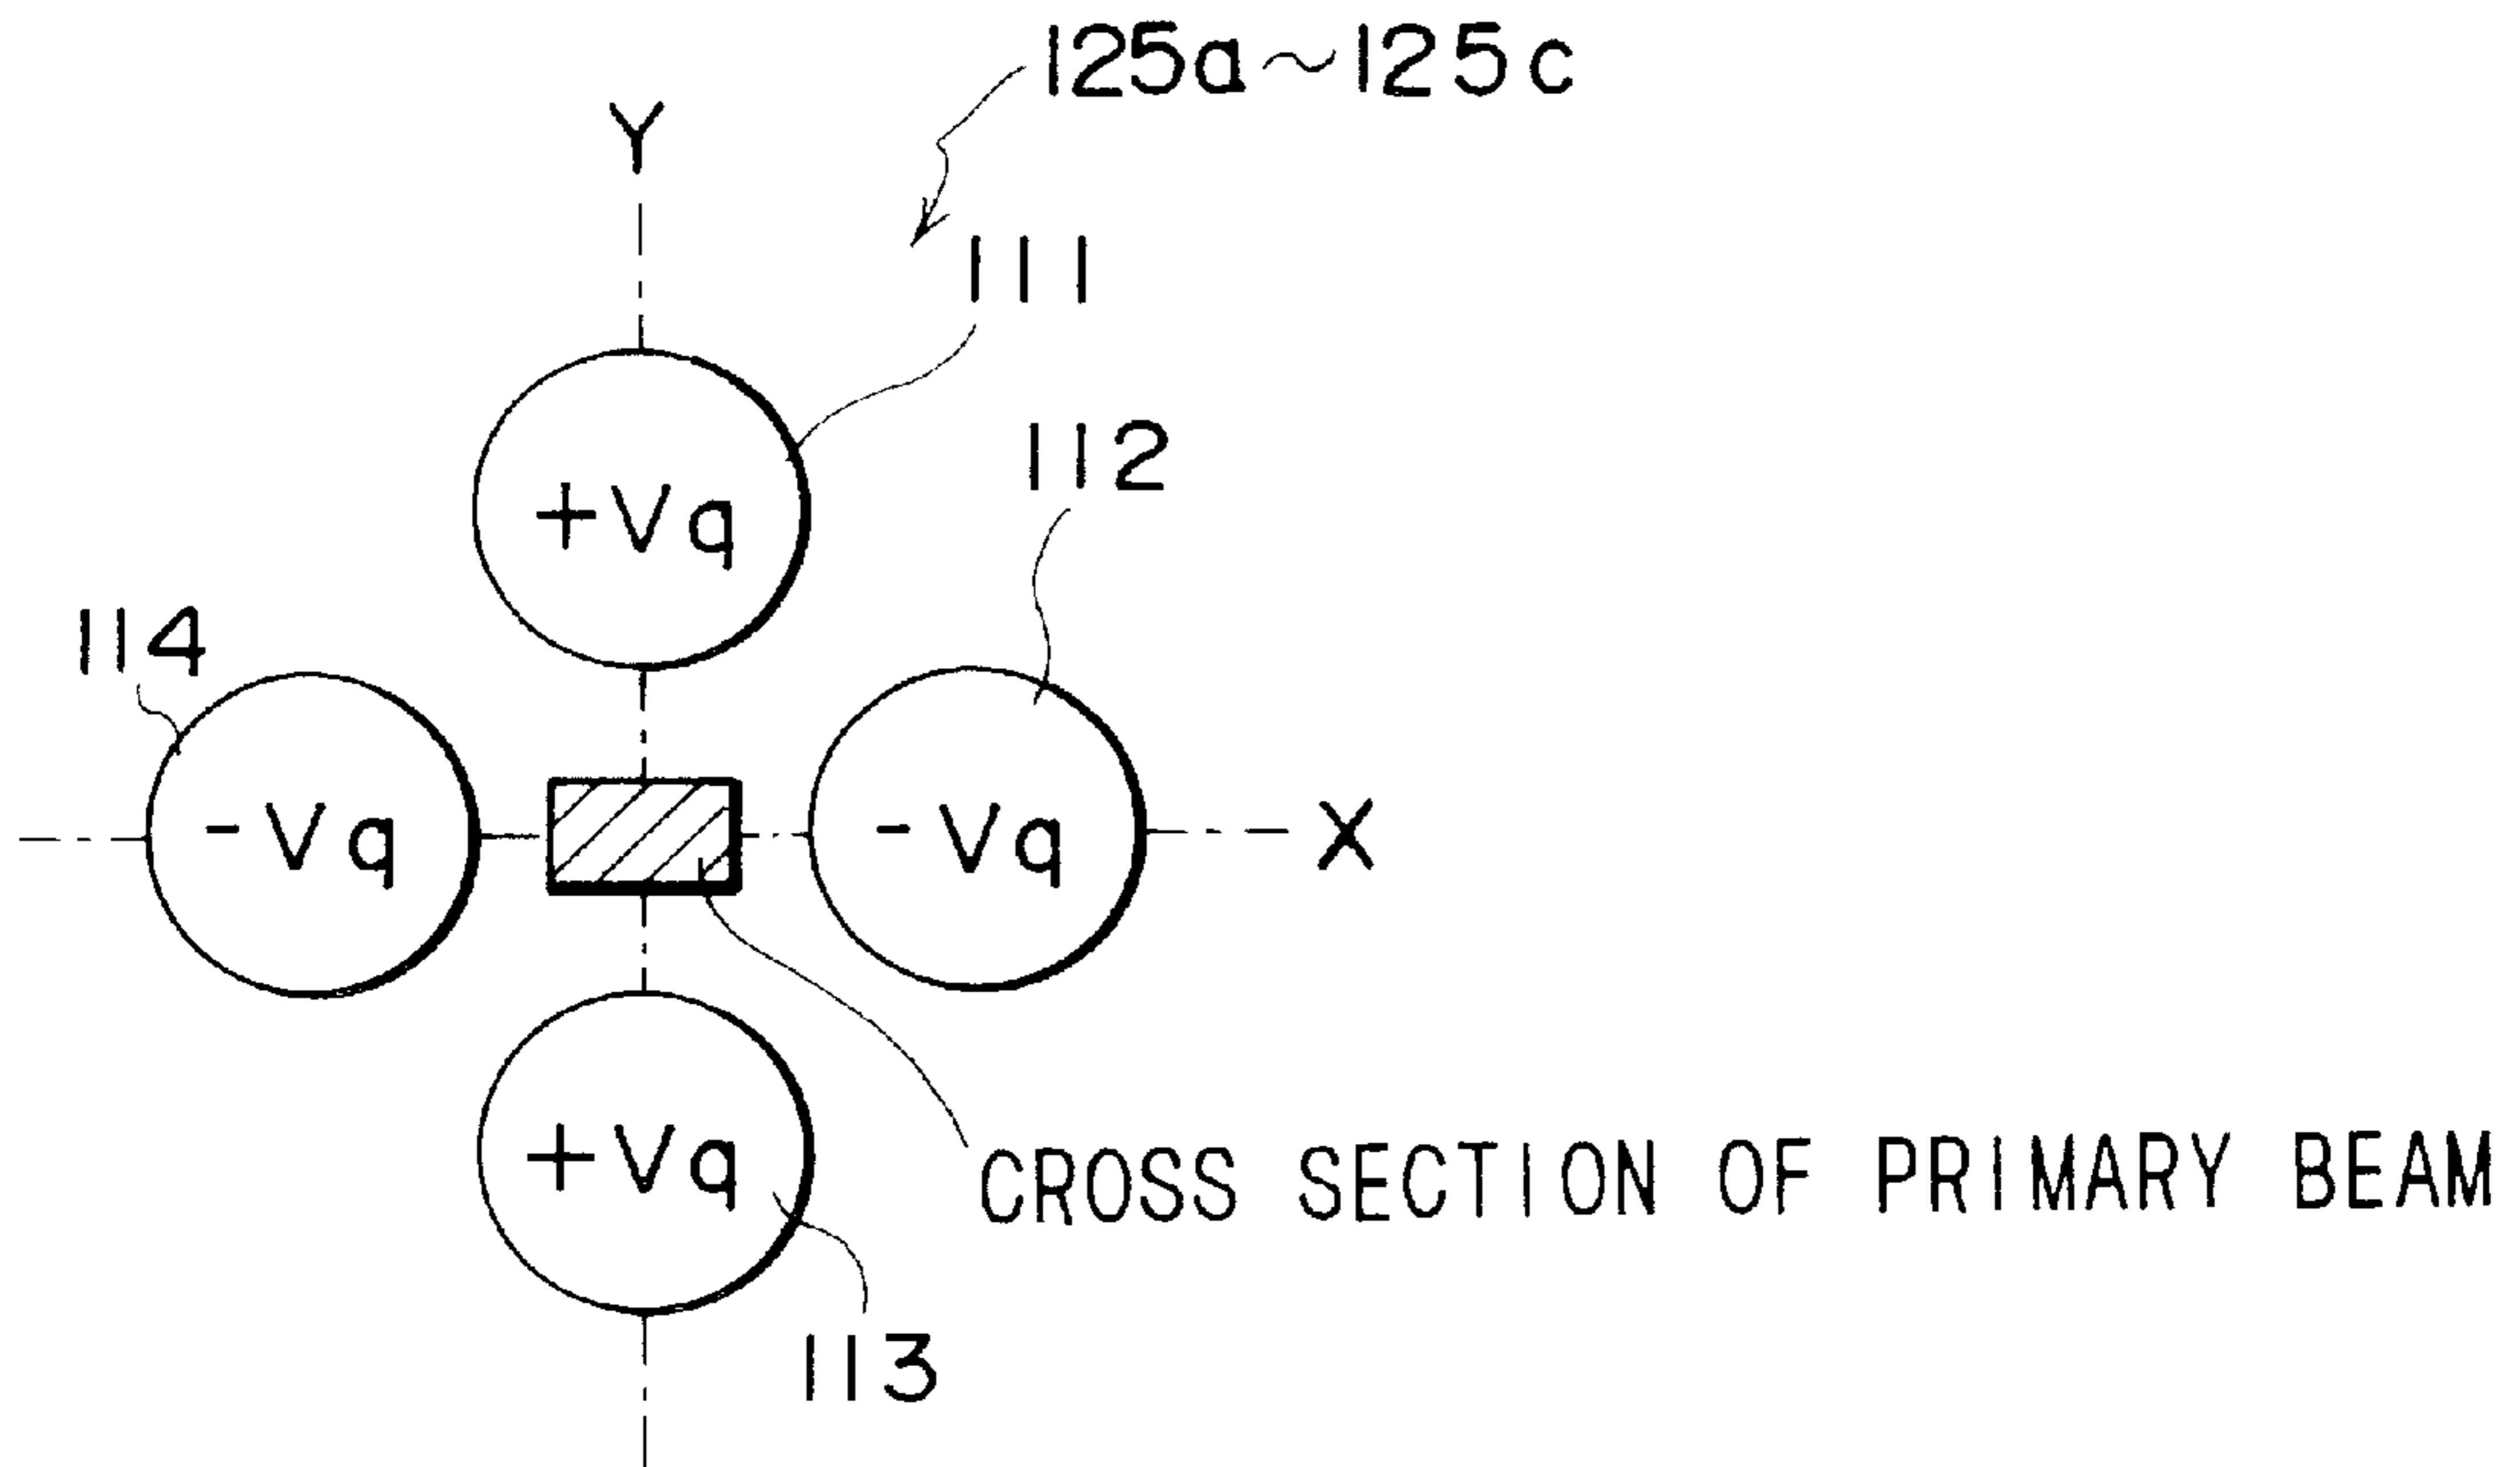 125a~125c
Y
111
+Vq
112
114
-Vq
-Vq
X
+Vq
CROSS SECTION OF PRIMARY BEAM
113